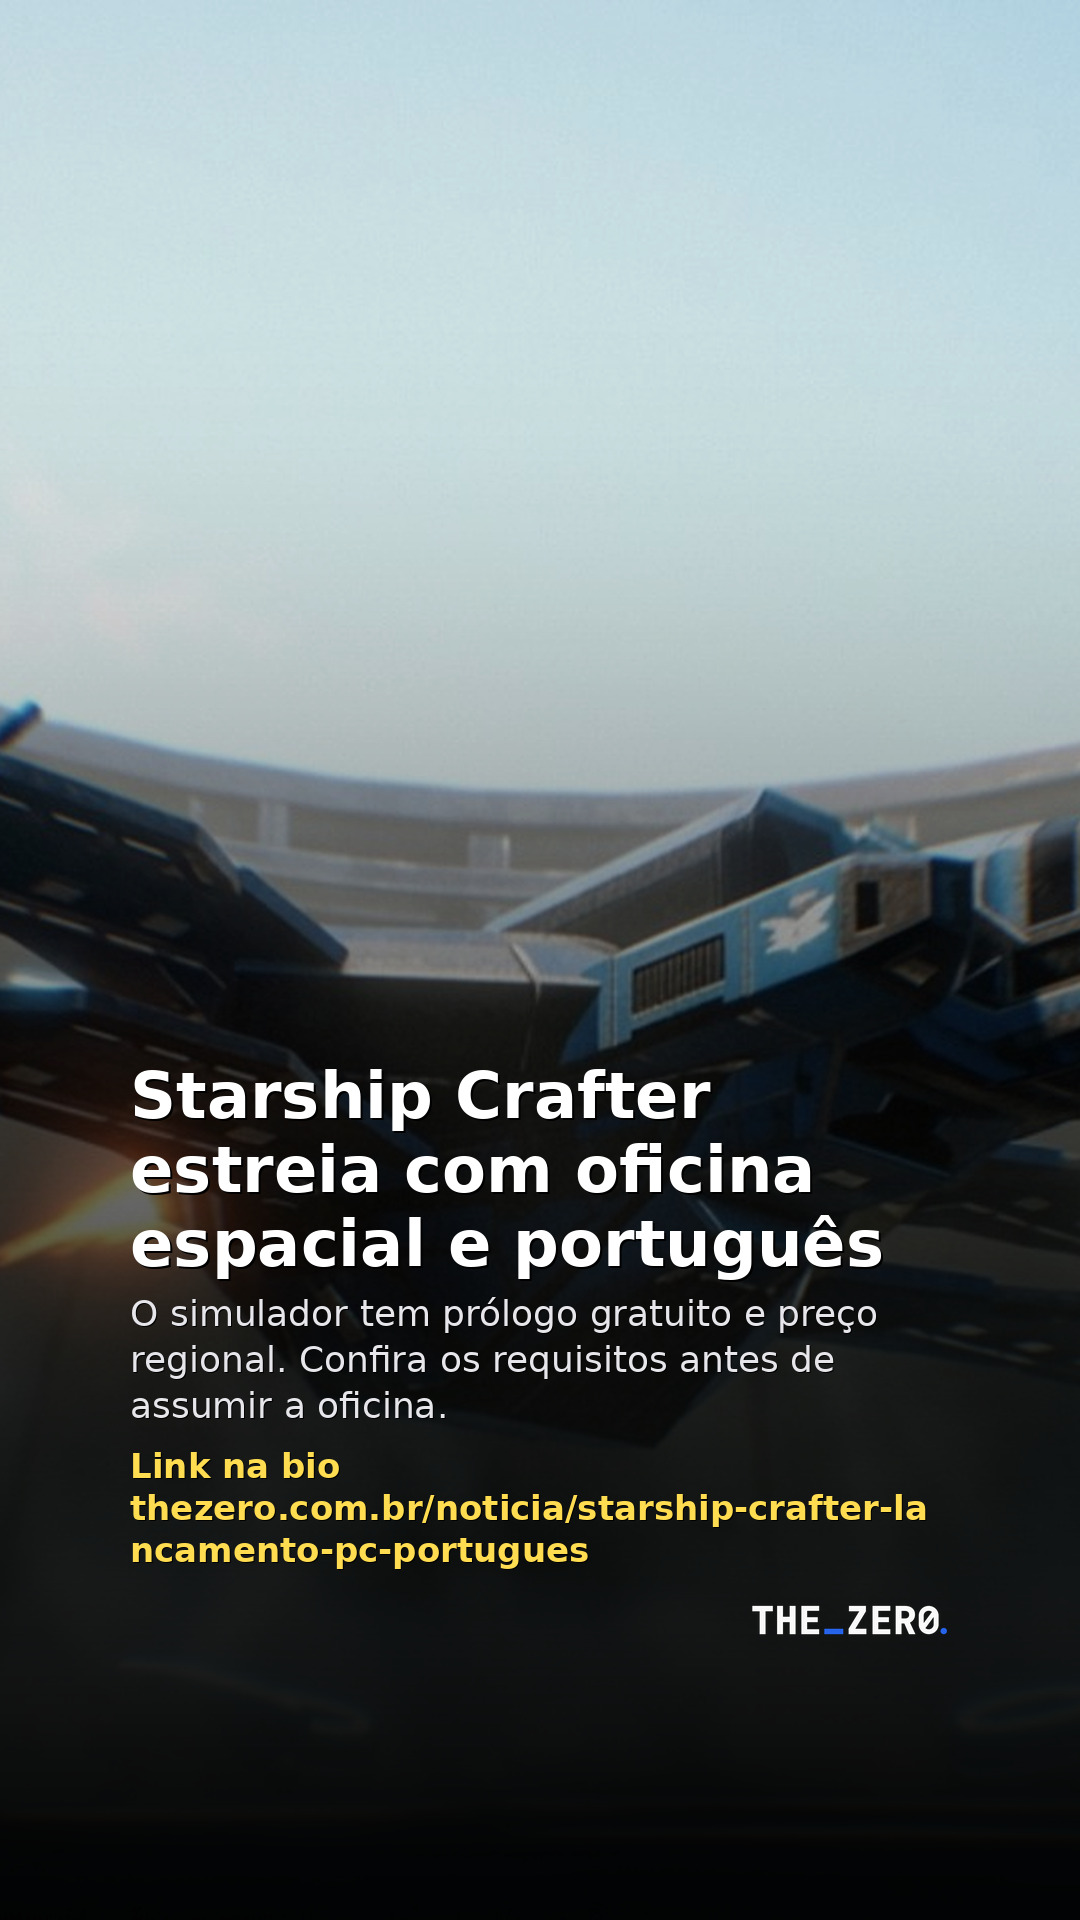 Starship Crafter
estreia com oficina
espacial e português
O simulador tem prólogo gratuito e preço
regional. Confira os requisitos antes de
assumir a oficina.
Link na bio
thezero.com.br/noticia/starship-crafter-la
ncamento-pc-portugues
THE_ZERO.